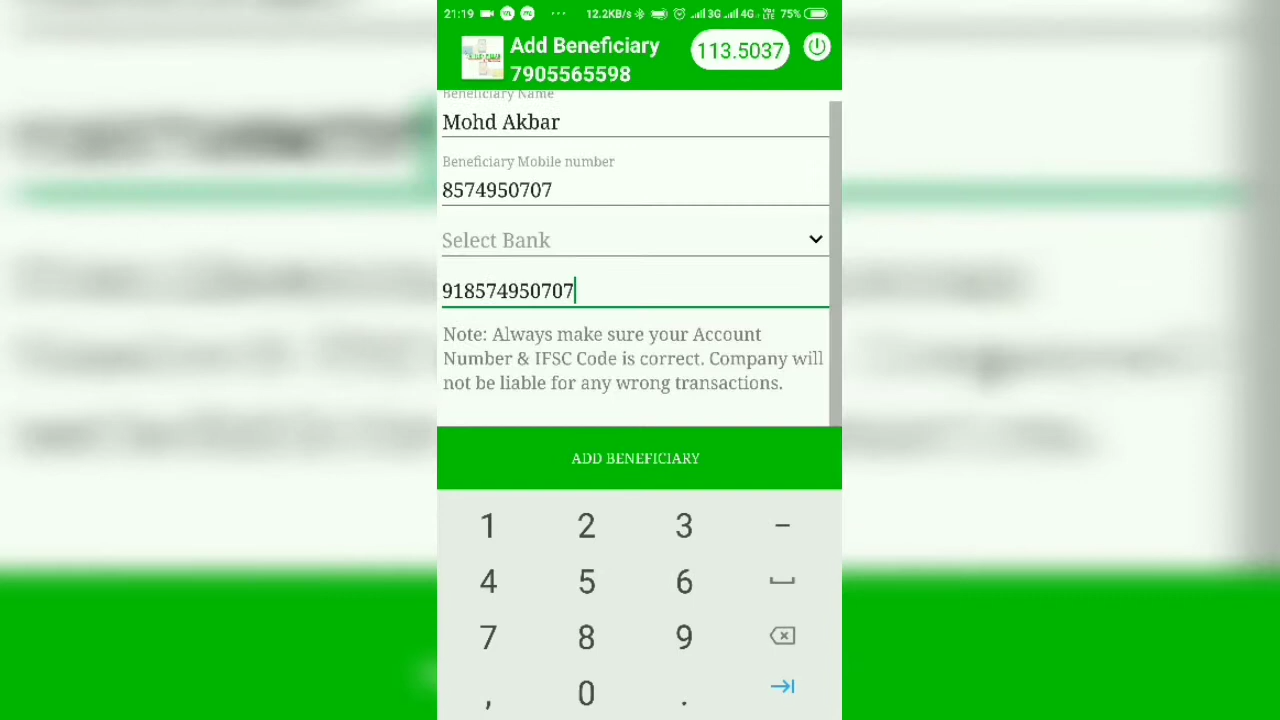 21:19 ... 12.2KB/s 3G 4G VoLTE 75%
Add Beneficiary
7905565598
113.5037
Beneficiary Name
Mohd Akbar
Beneficiary Mobile number
8574950707
Select Bank
918574950707
Note: Always make sure your Account
Number & IFSC Code is correct. Company will
not be liable for any wrong transactions.
ADD BENEFICIARY
1 2 3 –
4 5 6
7 8 9
, 0 .